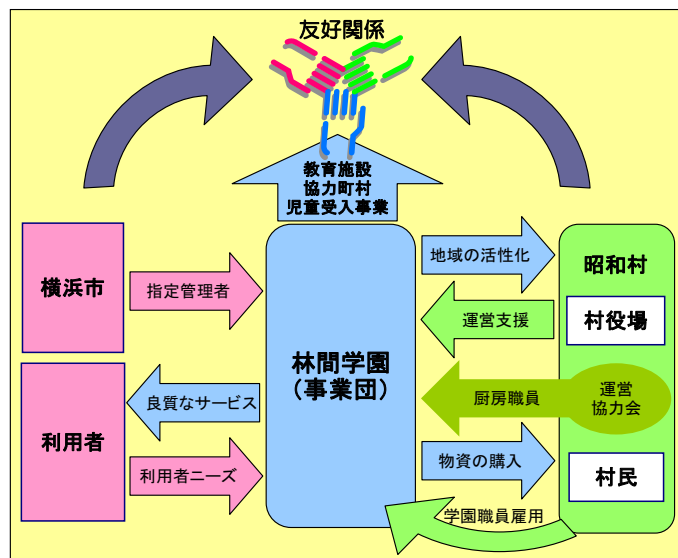 友好関係
教育施設
協力町村
児童受入事業
横浜市
指定管理者
利用者
良質なサービス
利用者ニーズ
林間学園
（事業団）
地域の活性化
運営支援
厨房職員
物資の購入
学園職員雇用
昭和村
村役場
運営
協力会
村民